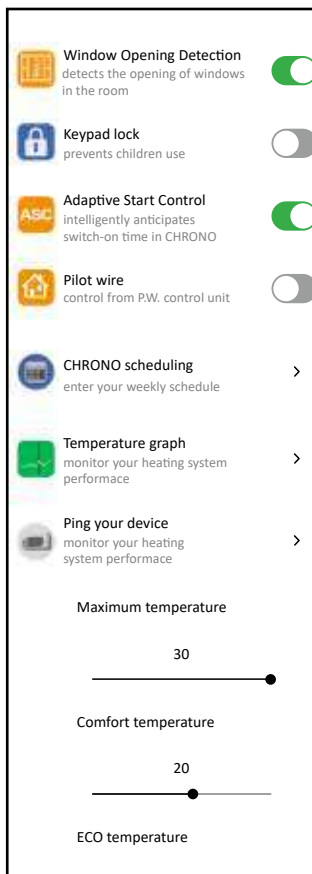 Window Opening Detection
detects the opening of windows
in the room
Keypad lock
prevents children use
ASC
Adaptive Start Control
intelligently anticipates
switch-on time in CHRONO
Pilot wire
control from P.W. control unit
CHRONO scheduling
enter your weekly schedule
Temperature graph
monitor your heating system
performace
Ping your device
monitor your heating
system performace
Maximum temperature
30
Comfort temperature
20
ECO temperature